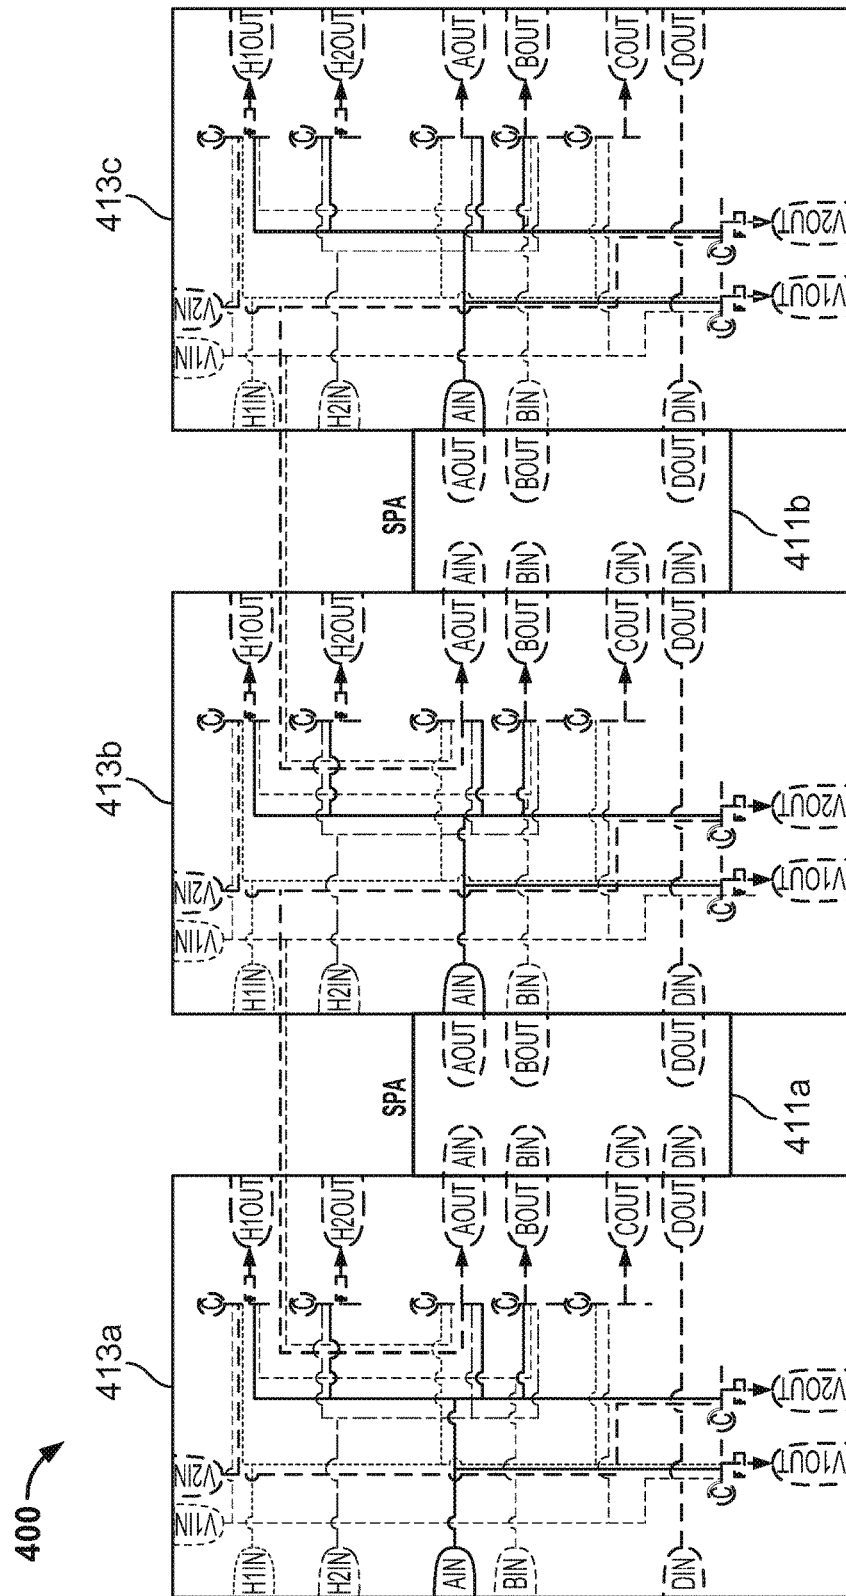 400
413a
V1IN
V2IN
H1IN
C
F
H1OUT
H2IN
C
F
H2OUT
AIN
C
AOUT
BIN
C
BOUT
C
COUT
DIN
DOUT
C
F
C
F
V1OUT
V2OUT
SPA
AIN
AOUT
BIN
BOUT
CIN
DIN
DOUT
411a
413b
V1IN
V2IN
H1IN
C
F
H1OUT
H2IN
C
F
H2OUT
AIN
C
AOUT
BIN
C
BOUT
C
COUT
DIN
DOUT
C
F
C
F
V1OUT
V2OUT
SPA
AIN
AOUT
BIN
BOUT
CIN
DIN
DOUT
411b
413c
V1IN
V2IN
H1IN
C
F
H1OUT
H2IN
C
F
H2OUT
AIN
C
AOUT
BIN
C
BOUT
C
COUT
DIN
DOUT
C
F
C
F
V1OUT
V2OUT